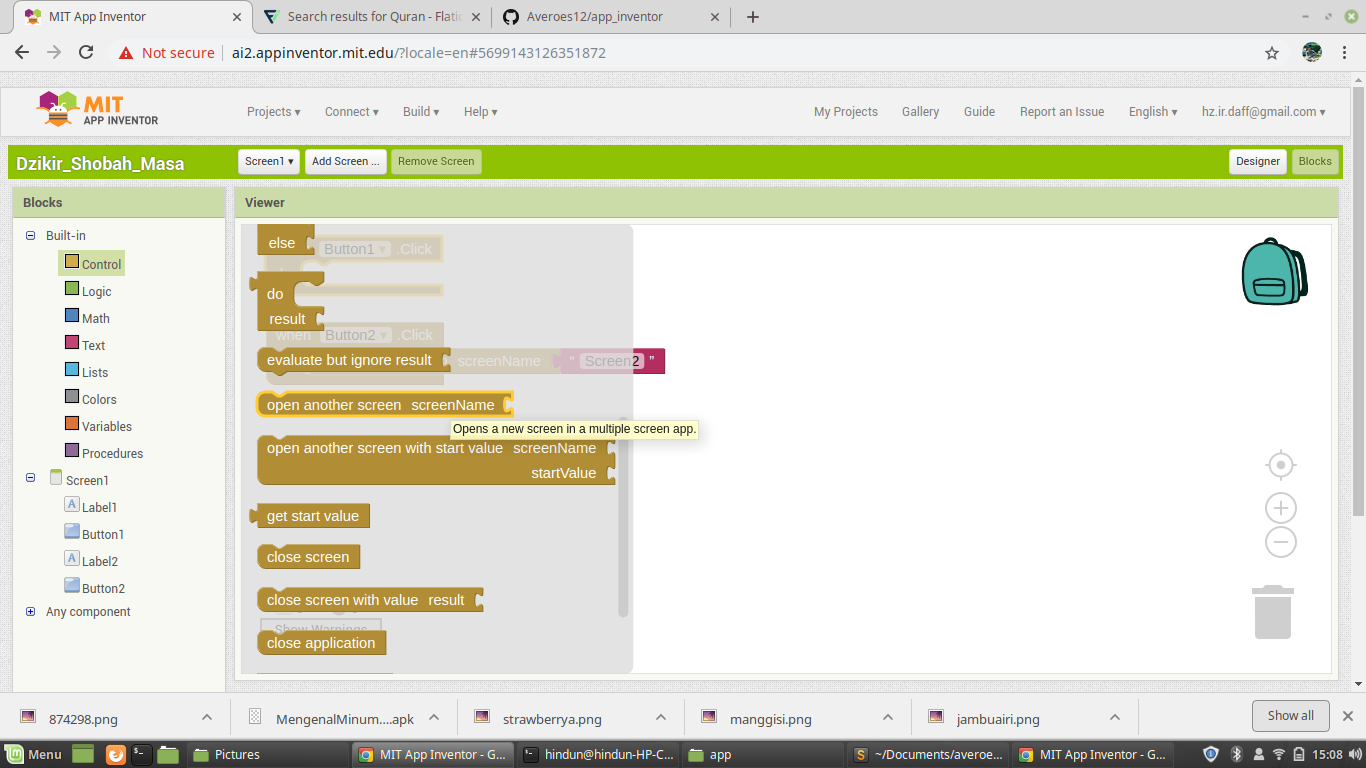 MIT App Inventor
Search results for Quran - Flatic
Averoes12/app_inventor
Not secure
ai2.appinventor.mit.edu/?locale=en#5699143126351872
MIT
APP INVENTOR
Projects
Connect
Build
Help
My Projects
Gallery
Guide
Report an Issue
English
hz.ir.daff@gmail.com
Dzikir_Shobah_Masa
Screen1
Add Screen ...
Remove Screen
Designer
Blocks
Blocks
Viewer
Built-in
Control
Logic
Math
Text
Lists
Colors
Variables
Procedures
Screen1
Label1
Button1
Label2
Button2
Any component
else
Button1 .Click
do
result
when Button2 .Click
evaluate but ignore result
screenName
" Screen2 "
open another screen screenName
Opens a new screen in a multiple screen app.
open another screen with start value screenName
startValue
get start value
close screen
close screen with value result
Show Warnings
close application
874298.png
MengenalMinum....apk
strawberrya.png
manggisi.png
jambuairi.png
Show all
Menu
Pictures
MIT App Inventor - G...
hindun@hindun-HP-C...
app
~/Documents/averoe...
MIT App Inventor - G...
15:08